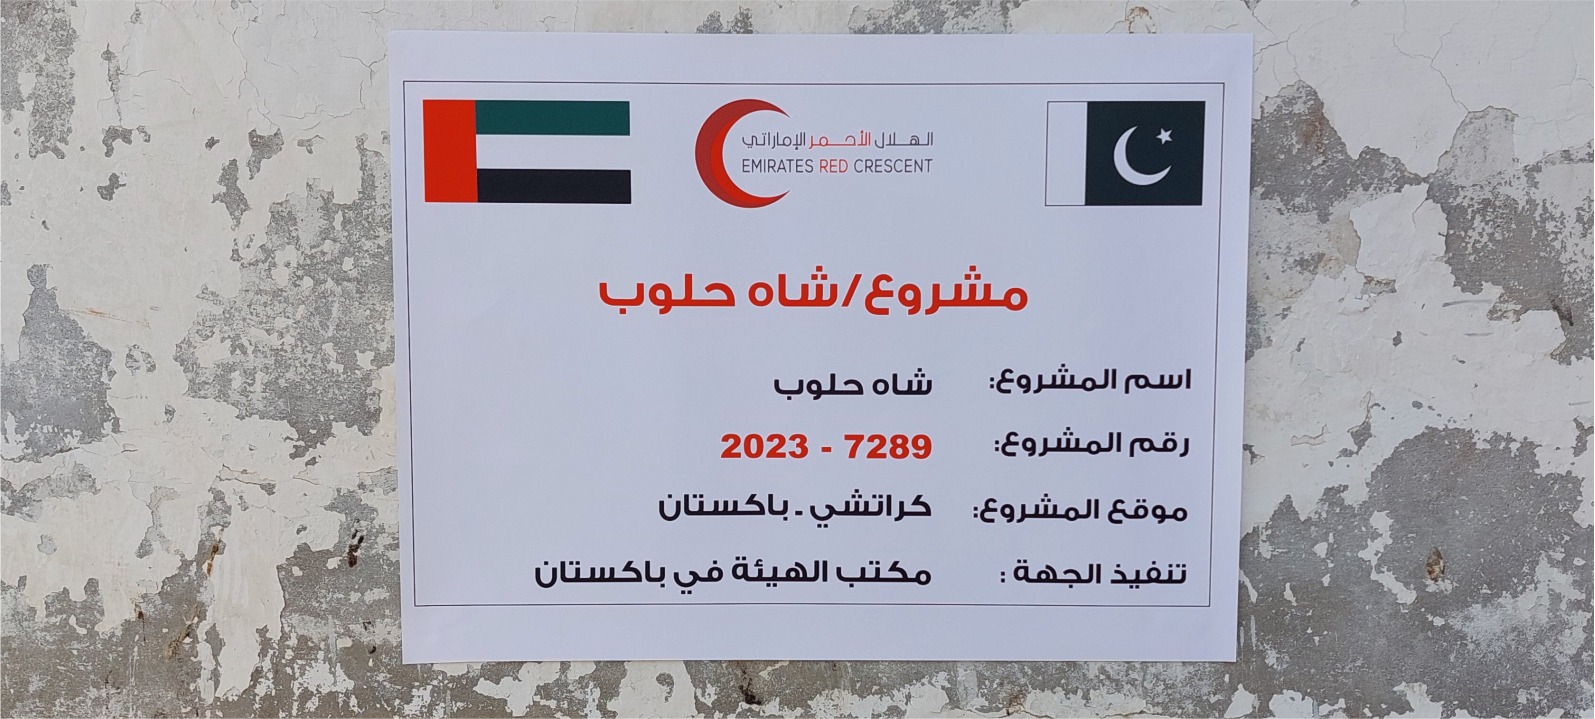 الهلال الأحمر الإماراتي
EMIRATES RED CRESCENT
مشروع/شاه حلوب
اسم المشروع: شاه حلوب
رقم المشروع: 7289 - 2023
موقع المشروع: كراتشي - باكستان
تنفيذ الجهة : مكتب الهيئة في باكستان